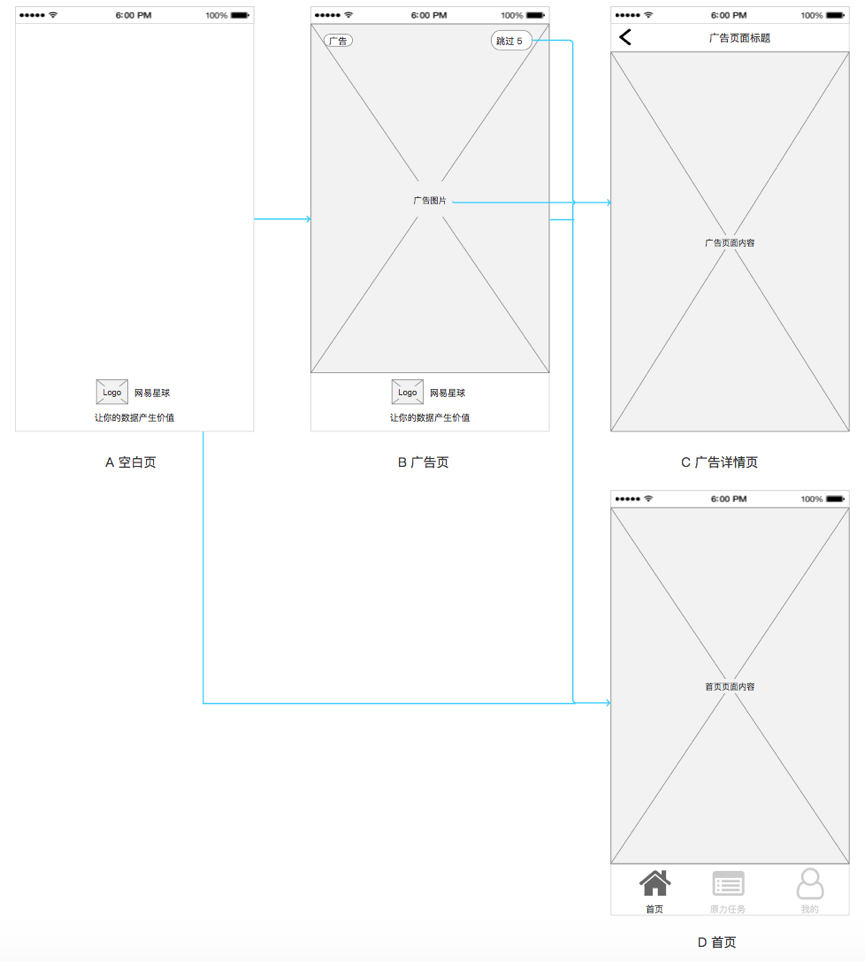 6:00 PM 100%
Logo 网易星球
让你的数据产生价值
A 空白页
6:00 PM 100%
广告 跳过 5
广告图片
Logo 网易星球
让你的数据产生价值
B 广告页
6:00 PM 100%
广告页面标题
广告页面内容
C 广告详情页
6:00 PM 100%
首页页面内容
首页 原力任务 我的
D 首页